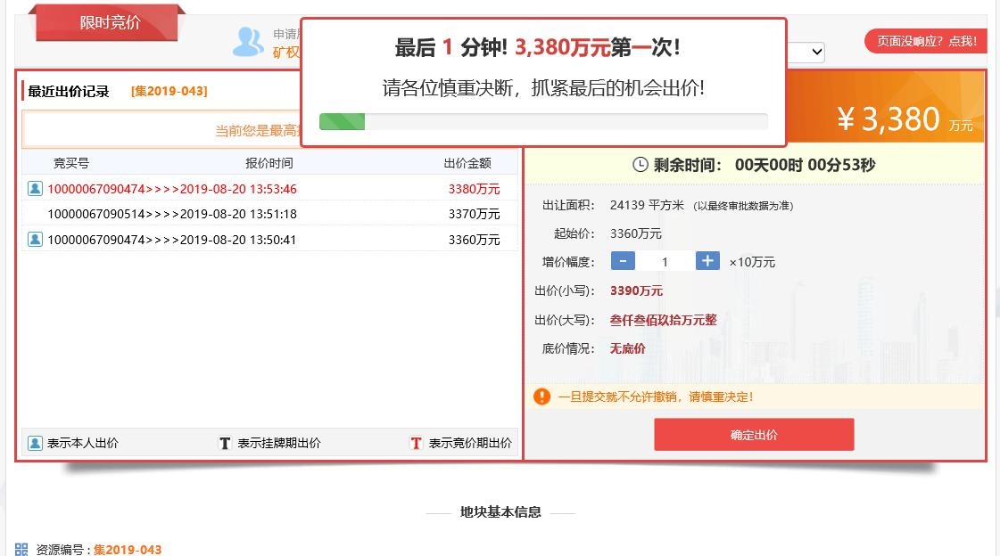 限时竞价
申请
矿权
最后 1 分钟! 3,380万元第一次!
请各位慎重决断，抓紧最后的机会出价!
页面没响应？点我!
最近出价记录 [集2019-043]
当前您是最高
竞买号 报价时间 出价金额
10000067090474>>>>2019-08-20 13:53:46 3380万元
10000067090514>>>>2019-08-20 13:51:18 3370万元
10000067090474>>>>2019-08-20 13:50:41 3360万元
表示本人出价 T 表示挂牌期出价 T 表示竞价期出价
¥ 3,380 万元
剩余时间： 00天00时 00分53秒
出让面积： 24139 平方米 （以最终审批数据为准）
起始价： 3360万元
增价幅度： - 1 + ×10万元
出价(小写)： 3390万元
出价(大写)： 叁仟叁佰玖拾万元整
底价情况： 无底价
一旦提交就不允许撤销，请慎重决定!
确定出价
地块基本信息
资源编号 : 集2019-043